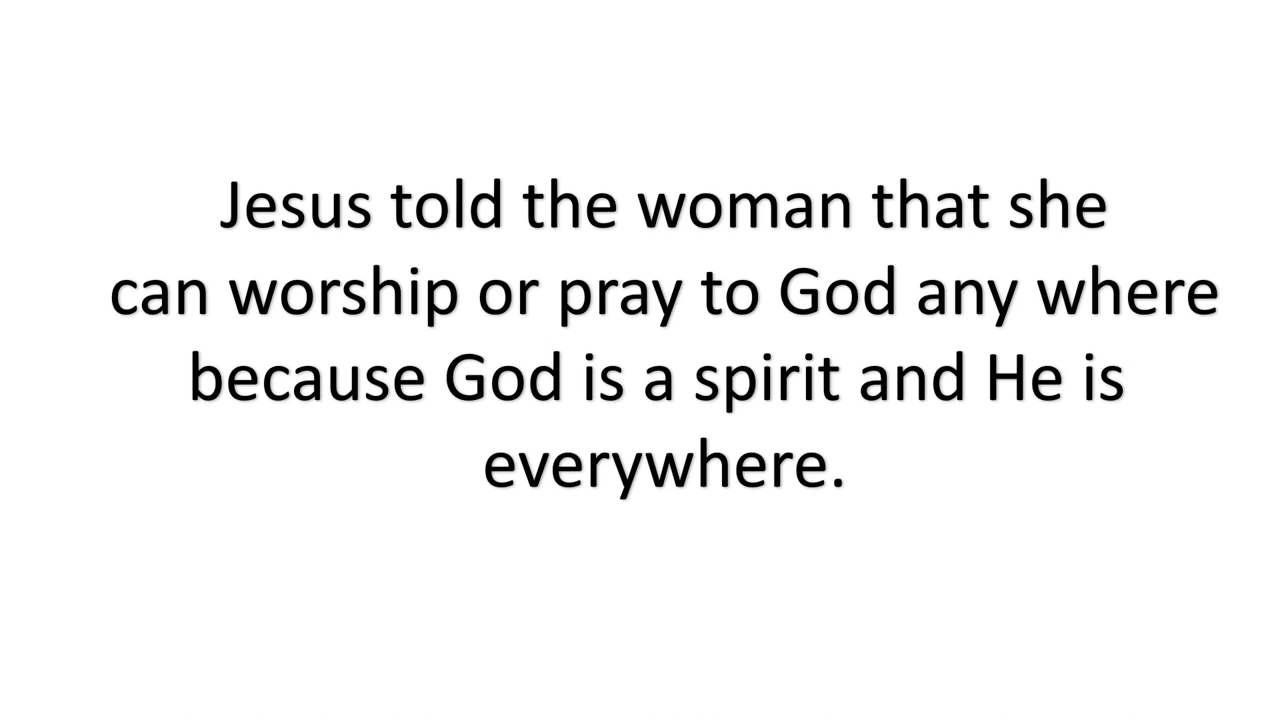 Jesus told the woman that she
can worship or pray to God any where
because God is a spirit and He is
everywhere.